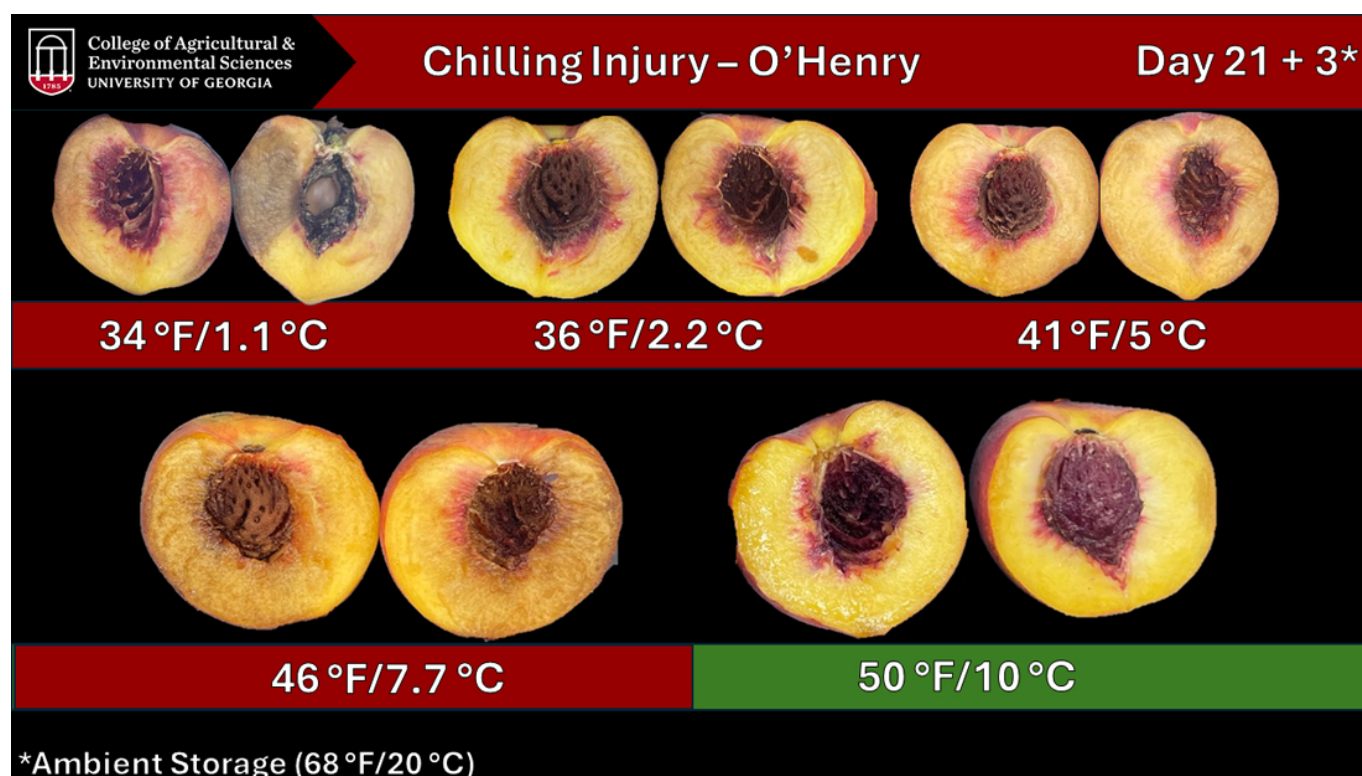 College of Agricultural &
Environmental Sciences
UNIVERSITY OF GEORGIA
1785
Chilling Injury – O'Henry
Day 21 + 3*
34 °F/1.1 °C
36 °F/2.2 °C
41 °F/5 °C
46 °F/7.7 °C
50 °F/10 °C
*Ambient Storage (68 °F/20 °C)